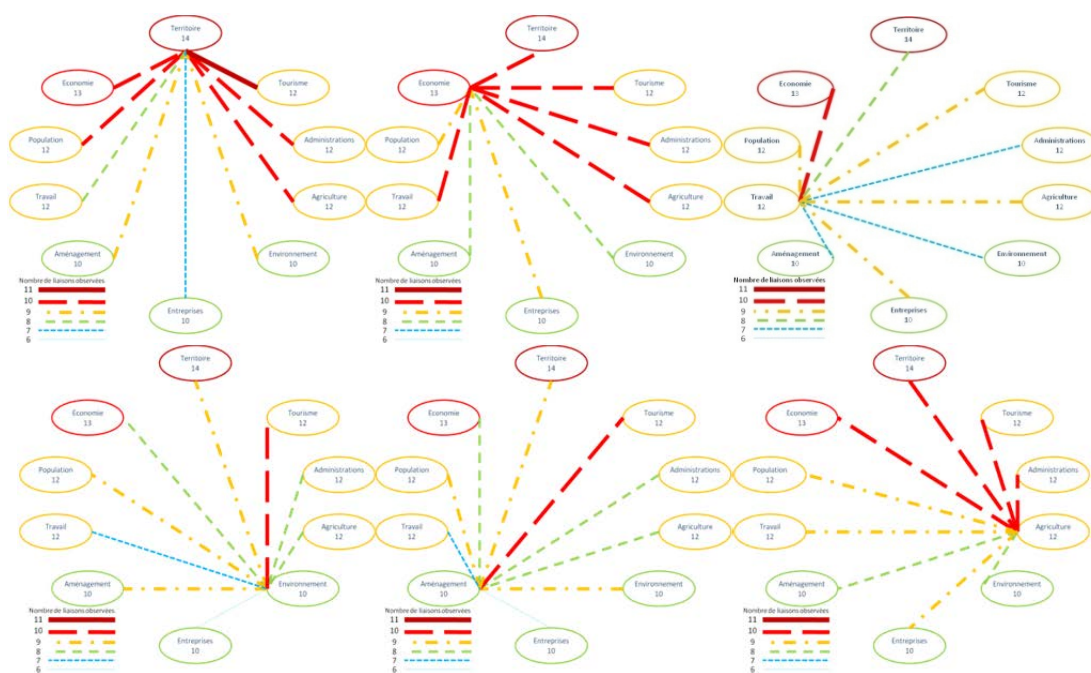 Territoire
14
Economie
13
Tourisme
12
Population
12
Administrations
12
Travail
12
Agriculture
12
Aménagement
10
Environnement
10
Entreprises
10
Nombre de liaisons observées
11
10
9
8
7
6
Territoire
14
Economie
13
Tourisme
12
Population
12
Administrations
12
Travail
12
Agriculture
12
Aménagement
10
Environnement
10
Entreprises
10
Nombre de liaisons observées
11
10
9
8
7
6
Territoire
14
Economie
13
Tourisme
12
Population
12
Administrations
12
Travail
12
Agriculture
12
Aménagement
10
Environnement
10
Entreprises
10
Nombre de liaisons observées
11
10
9
8
7
6
Territoire
14
Economie
13
Tourisme
12
Population
12
Administrations
12
Travail
12
Agriculture
12
Aménagement
10
Environnement
10
Entreprises
10
Nombre de liaisons observées
11
10
9
8
7
6
Territoire
14
Economie
13
Tourisme
12
Population
12
Administrations
12
Travail
12
Agriculture
12
Aménagement
10
Environnement
10
Entreprises
10
Nombre de liaisons observées
11
10
9
8
7
6
Territoire
14
Economie
13
Tourisme
12
Population
12
Administrations
12
Travail
12
Agriculture
12
Aménagement
10
Environnement
10
Entreprises
10
Nombre de liaisons observées
11
10
9
8
7
6